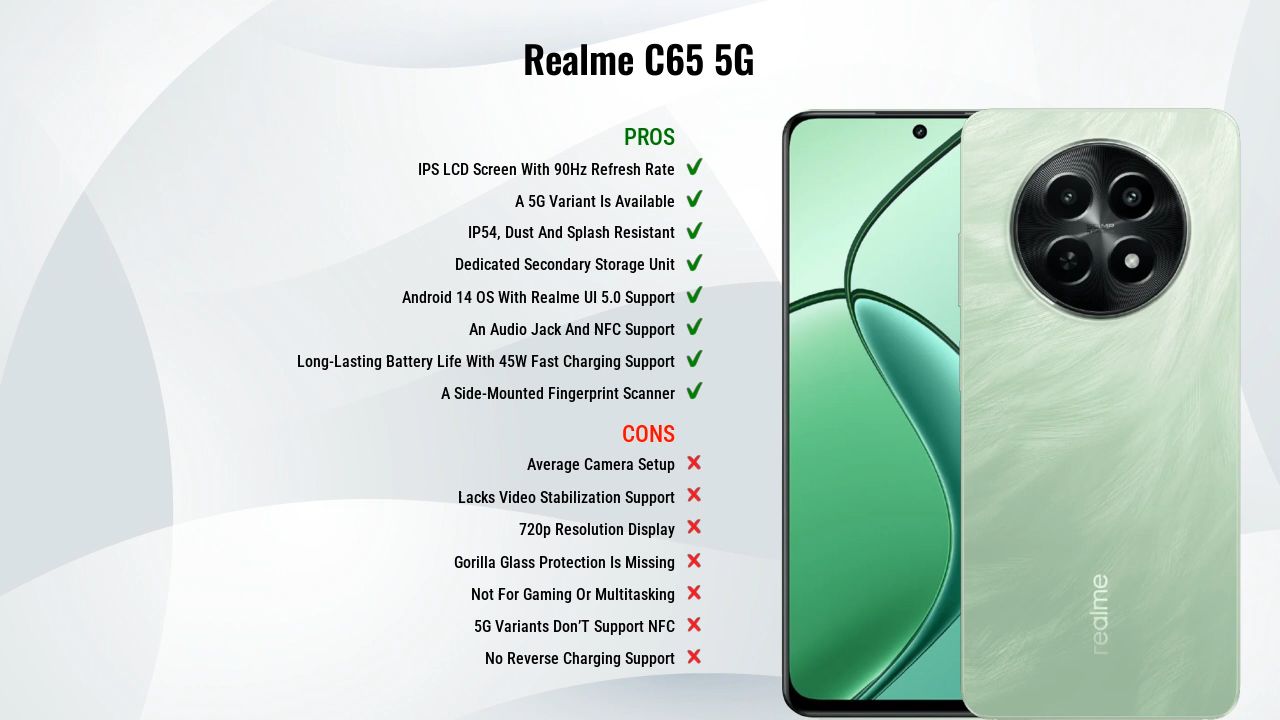 Realme C65 5G
PROS
IPS LCD Screen With 90Hz Refresh Rate
A 5G Variant Is Available
IP54, Dust And Splash Resistant
Dedicated Secondary Storage Unit
Android 14 OS With Realme UI 5.0 Support
An Audio Jack And NFC Support
Long-Lasting Battery Life With 45W Fast Charging Support
A Side-Mounted Fingerprint Scanner
CONS
Average Camera Setup
Lacks Video Stabilization Support
720p Resolution Display
Gorilla Glass Protection Is Missing
Not For Gaming Or Multitasking
5G Variants Don'T Support NFC
No Reverse Charging Support
realme